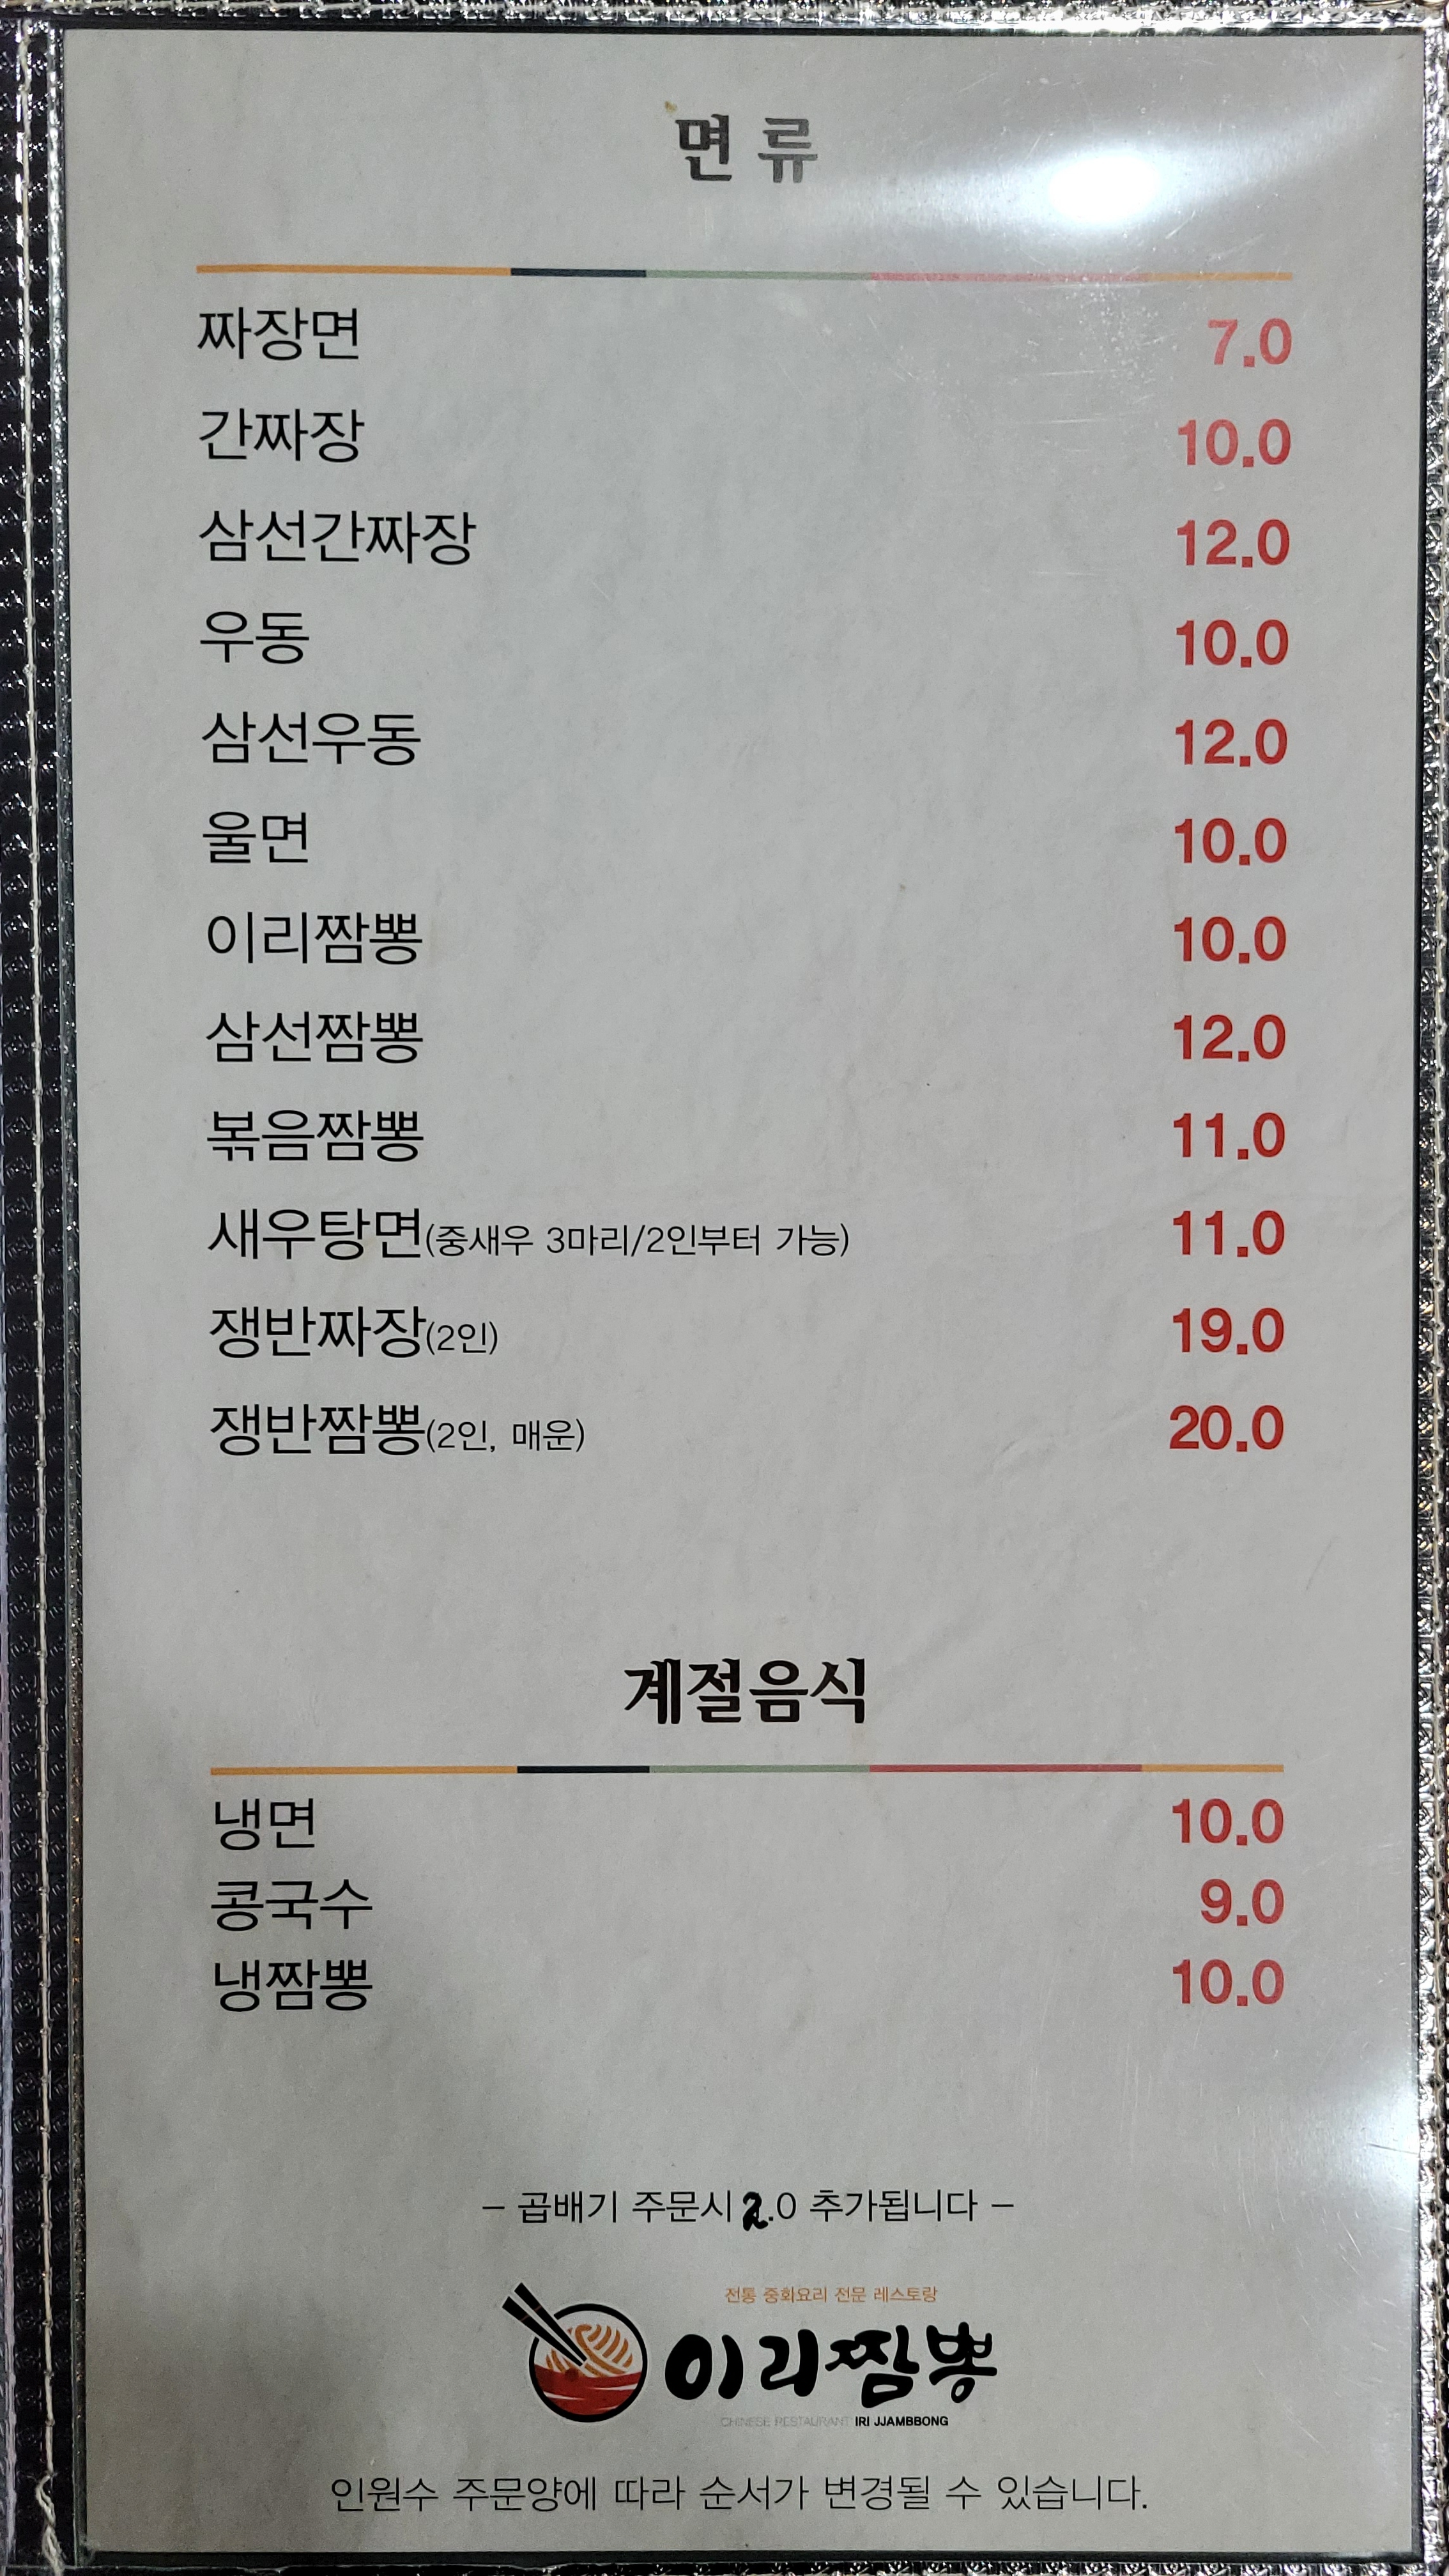 면류
짜장면 7.0
간짜장 10.0
삼선간짜장 12.0
우동 10.0
삼선우동 12.0
울면 10.0
이리짬뽕 10.0
삼선짬뽕 12.0
볶음짬뽕 11.0
새우탕면(중새우 3마리/2인부터 가능) 11.0
쟁반짜장(2인) 19.0
쟁반짬뽕(2인, 매운) 20.0
계절음식
냉면 10.0
콩국수 9.0
냉짬뽕 10.0
– 곱배기 주문시 2.0 추가됩니다 –
전통 중화요리 전문 레스토랑
이리짬뽕
CHINESE RESTAURANT IRI JJAMBBONG
인원수 주문양에 따라 순서가 변경될 수 있습니다.